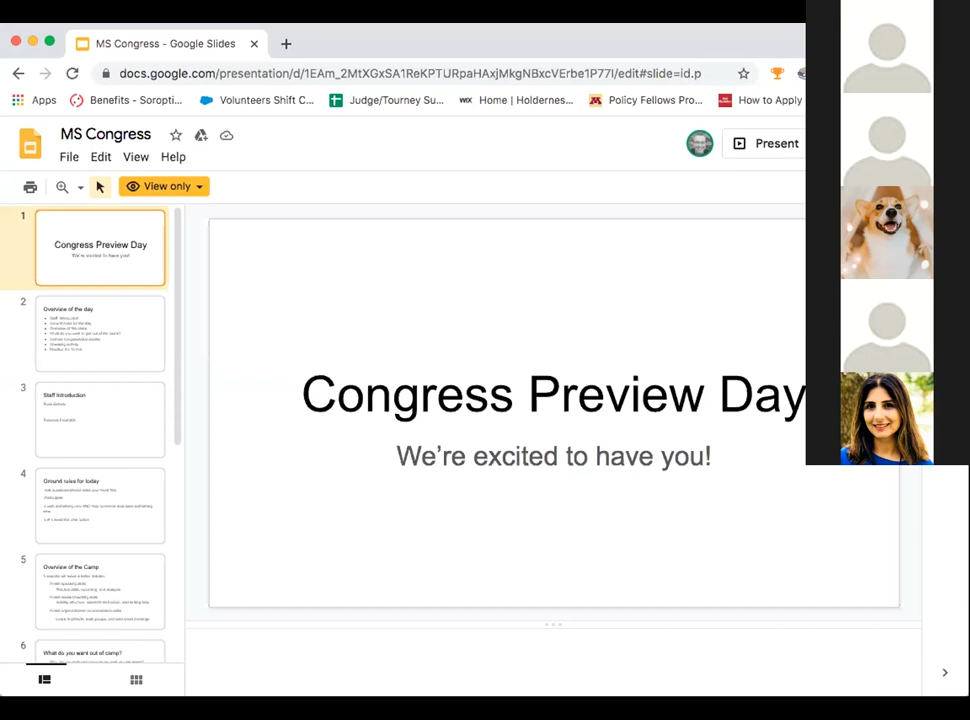 MS Congress - Google Slides
docs.google.com/presentation/d/1EAm_2MtXGxSA1ReKPTURpaHAxjMkgNBxcVErbe1P77I/edit#slide=id.p
Apps Benefits - Soropti... Volunteers Shift C... Judge/Tourney Su... WIX Home | Holdernes... Policy Fellows Pro... How to Apply
MS Congress
File Edit View Help
Present
View only
1
Congress Preview Day
We're excited to have you!
2
Overview of the day
3
Staff Introduction
4
Ground rules for today
5
Overview of the Camp
6
What do you want out of camp?
Congress Preview Day
We're excited to have you!